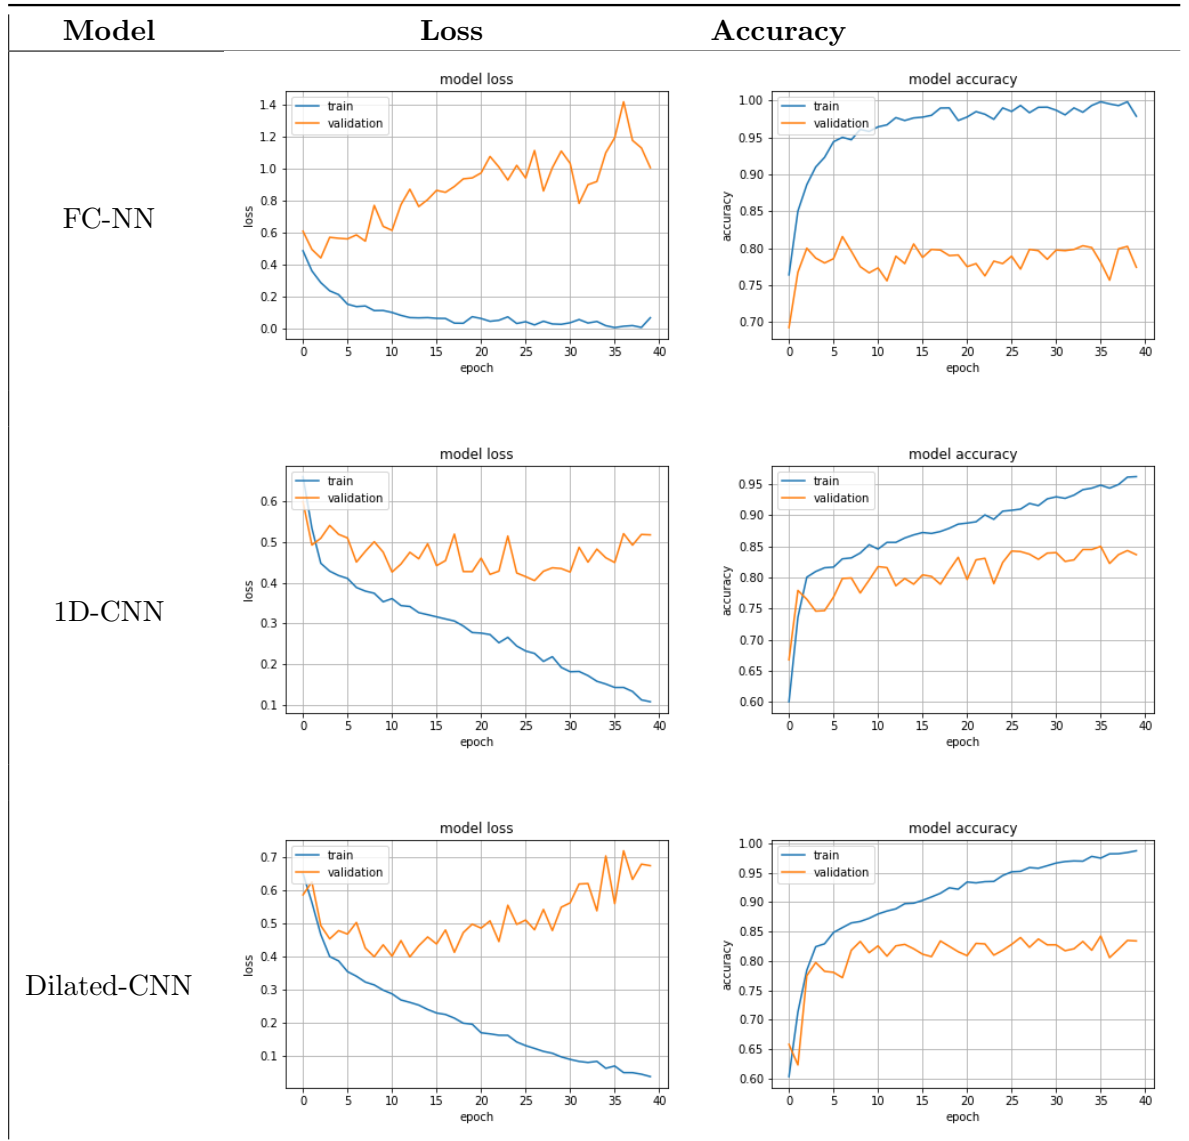 Model Loss Accuracy
FC-NN
model loss
train
validation
loss
1.4
1.2
1.0
0.8
0.6
0.4
0.2
0.0
0 5 10 15 20 25 30 35 40
epoch
model accuracy
train
validation
accuracy
1.00
0.95
0.90
0.85
0.80
0.75
0.70
0 5 10 15 20 25 30 35 40
epoch
1D-CNN
model loss
train
validation
loss
0.6
0.5
0.4
0.3
0.2
0.1
0 5 10 15 20 25 30 35 40
epoch
model accuracy
train
validation
accuracy
0.95
0.90
0.85
0.80
0.75
0.70
0.65
0.60
0 5 10 15 20 25 30 35 40
epoch
Dilated-CNN
model loss
train
validation
loss
0.7
0.6
0.5
0.4
0.3
0.2
0.1
0 5 10 15 20 25 30 35 40
epoch
model accuracy
train
validation
accuracy
1.00
0.95
0.90
0.85
0.80
0.75
0.70
0.65
0.60
0 5 10 15 20 25 30 35 40
epoch